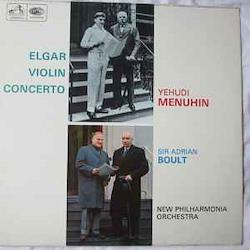 ELGAR
VIOLIN
CONCERTO
YEHUDI
MENUHIN
SIR ADRIAN
BOULT
NEW PHILHARMONIA
ORCHESTRA